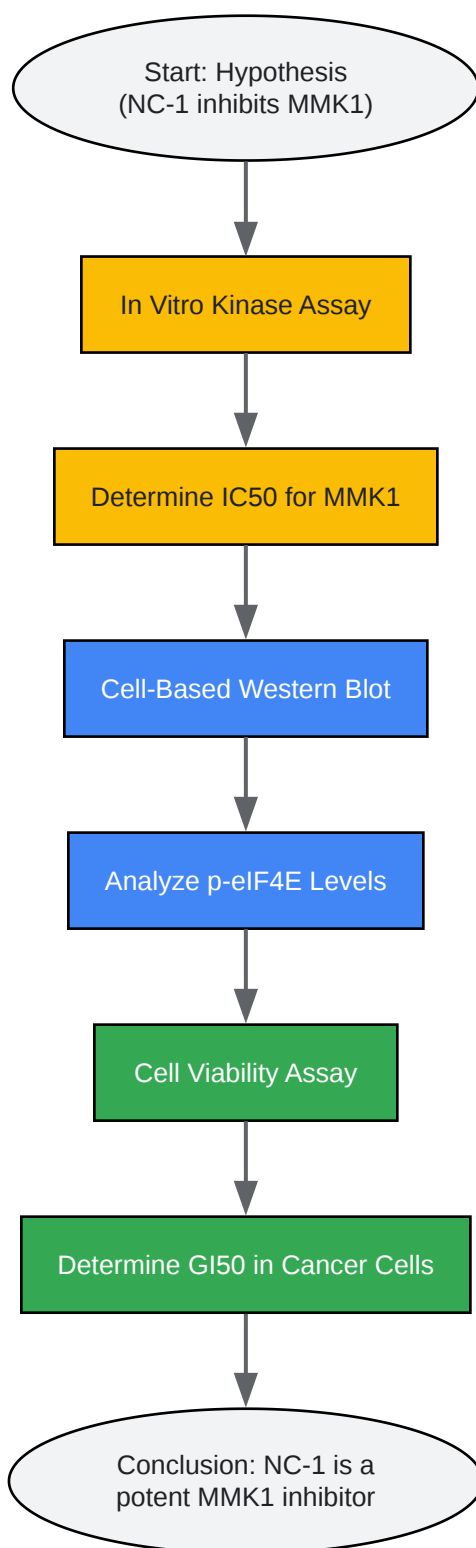 Start: Hypothesis
(NC-1 inhibits MMK1)
In Vitro Kinase Assay
Determine IC50 for MMK1
Cell-Based Western Blot
Analyze p-eIF4E Levels
Cell Viability Assay
Determine GI50 in Cancer Cells
Conclusion: NC-1 is a
potent MMK1 inhibitor